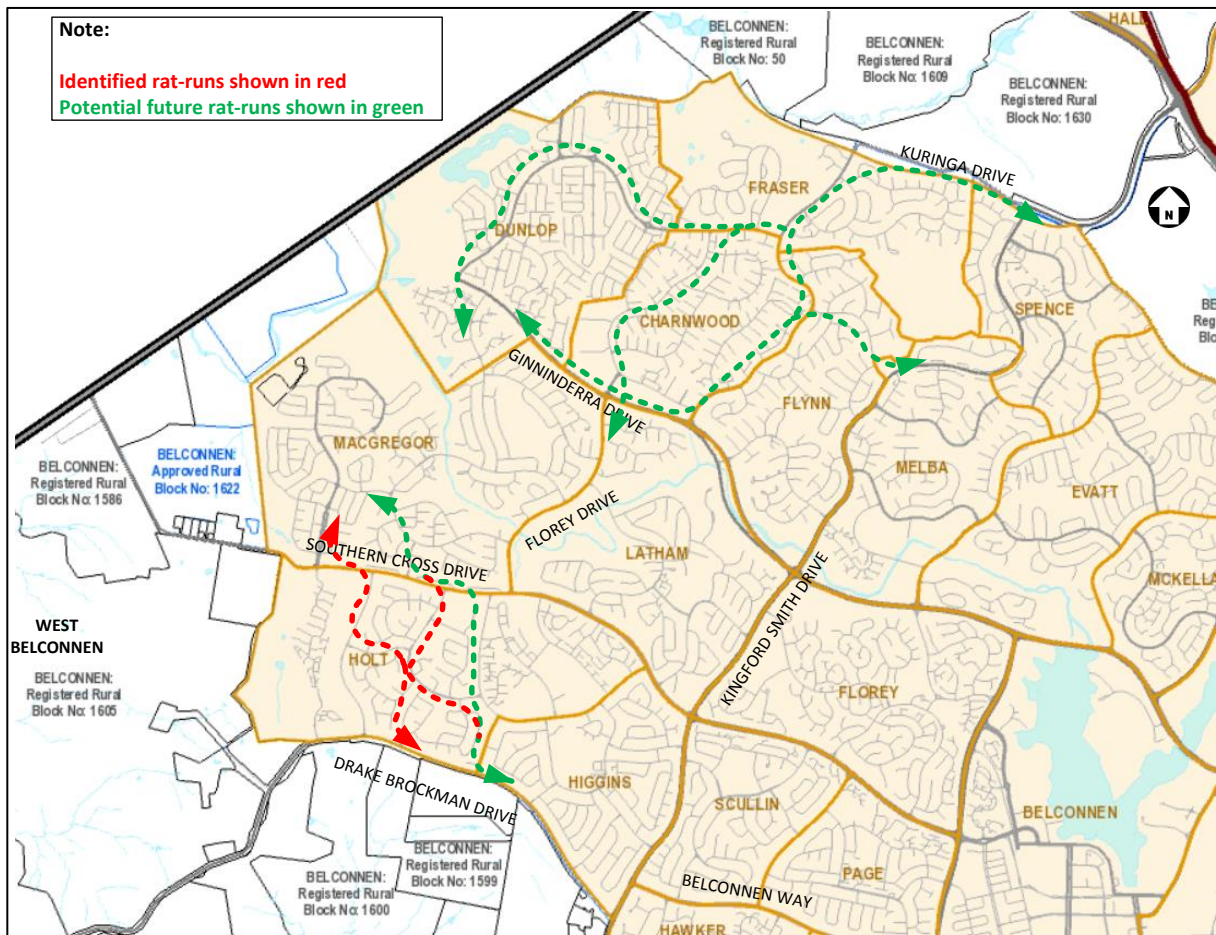 Note:
Identified rat-runs shown in red
Potential future rat-runs shown in green
BELCONNEN:
Registered Rural
Block No: 50
BELCONNEN:
Registered Rural
Block No: 1609
HALL
BELCONNEN:
Registered Rural
Block No: 1630
KURINGA DRIVE
FRASER
N
DUNLOP
SPENCE
CHARNWOOD
GINNINDERRA DRIVE
FLYNN
MACGREGOR
MELBA
BELCONNEN:
Registered Rural
Block No: 1586
BELCONNEN:
Approved Rural
Block No: 1622
EVATT
FLOREY DRIVE
SOUTHERN CROSS DRIVE
LATHAM
MCKELLA
WEST
BELCONNEN
KINGFORD SMITH DRIVE
HOLT
BELCONNEN:
Registered Rural
Block No: 1605
FLOREY
DRAKE BROCKMAN DRIVE
HIGGINS
SCULLIN
BELCONNEN
BELCONNEN:
Registered Rural
Block No: 1599
PAGE
BELCONNEN:
Registered Rural
Block No: 1600
BELCONNEN WAY
HAWKER